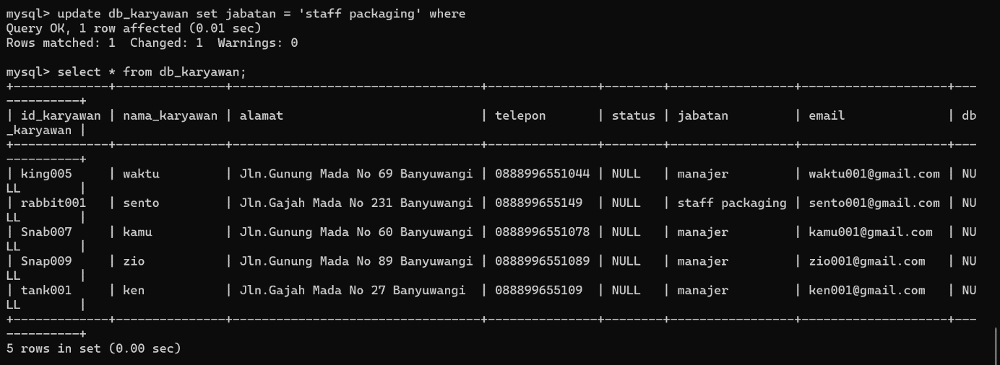 mysql> update db_karyawan set jabatan = 'staff packaging' where
Query OK, 1 row affected (0.01 sec)
Rows matched: 1  Changed: 1  Warnings: 0
mysql> select * from db_karyawan;
+-------------+---------------+----------------------------------+---------------+--------+-----------------+--------------------+---
----------+
| id_karyawan | nama_karyawan | alamat                           | telepon       | status | jabatan         | email              | db
_karyawan |
+-------------+---------------+----------------------------------+---------------+--------+-----------------+--------------------+---
----------+
| king005     | waktu         | Jln.Gunung Mada No 69 Banyuwangi | 0888996551044 | NULL   | manajer         | waktu001@gmail.com | NU
LL        |
| rabbit001   | sento         | Jln.Gajah Mada No 231 Banyuwangi | 088899655149  | NULL   | staff packaging | sento001@gmail.com | NU
LL        |
| Snab007     | kamu          | Jln.Gunung Mada No 60 Banyuwangi | 0888996551078 | NULL   | manajer         | kamu001@gmail.com  | NU
LL        |
| Snap009     | zio           | Jln.Gunung Mada No 89 Banyuwangi | 0888996551089 | NULL   | manajer         | zio001@gmail.com   | NU
LL        |
| tank001     | ken           | Jln.Gajah Mada No 27 Banyuwangi  | 088899655109  | NULL   | manajer         | ken001@gmail.com   | NU
LL        |
+-------------+---------------+----------------------------------+---------------+--------+-----------------+--------------------+---
----------+
5 rows in set (0.00 sec)